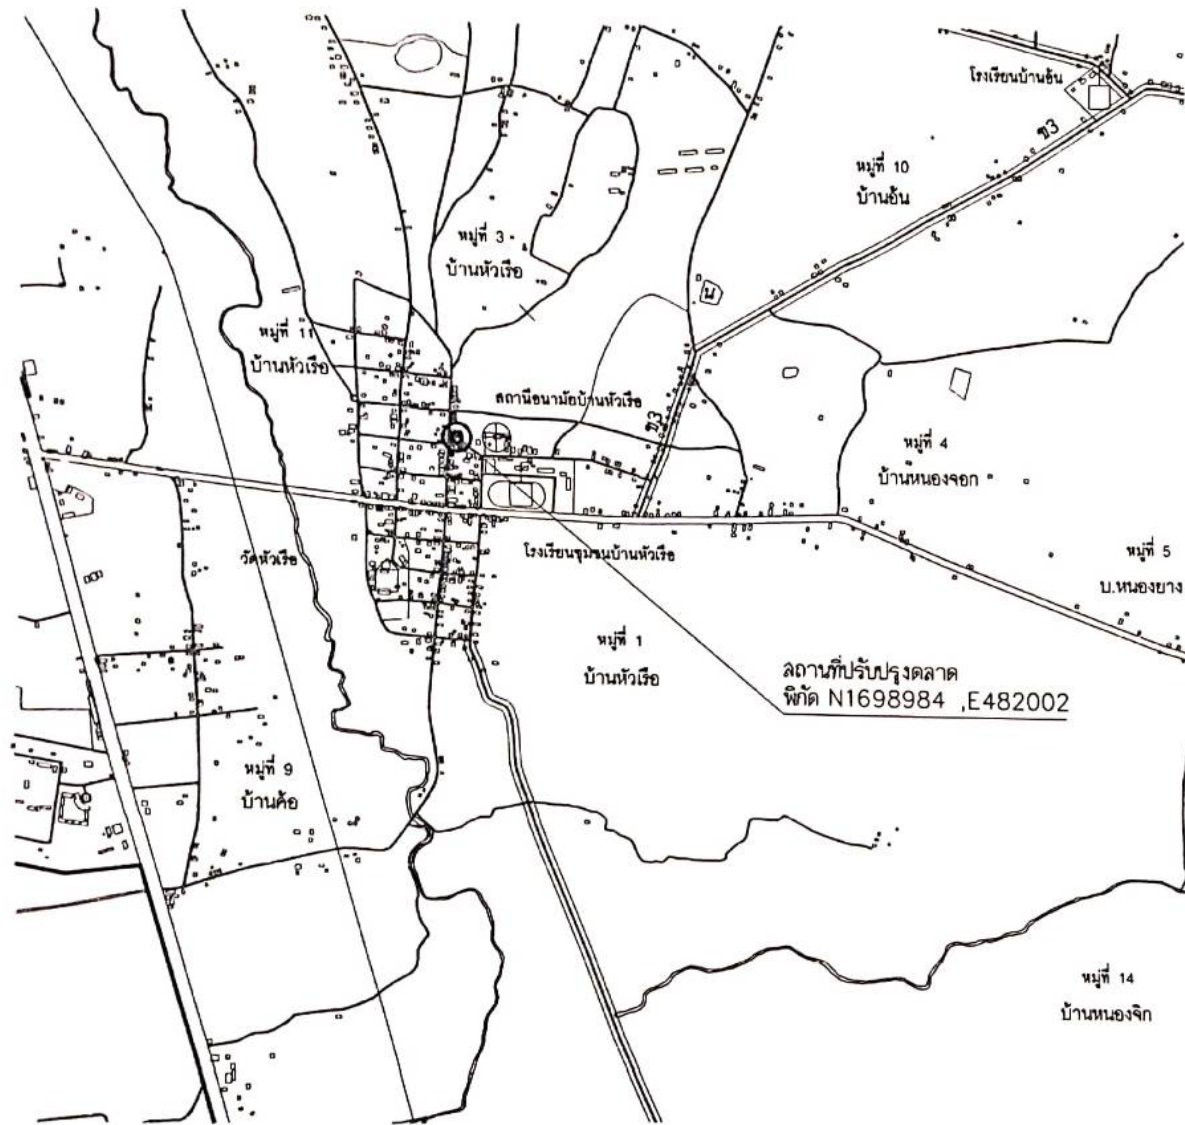 โรงเรียนบ้านอ้น
ข3
หมู่ที่ 10
บ้านอ้น
หมู่ที่ 3
บ้านหัวเรือ
น
หมู่ที่ 11
บ้านหัวเรือ
สถานีอนามัยบ้านหัวเรือ
ข3
หมู่ที่ 4
บ้านหนองจอก
วัดหัวเรือ
โรงเรียนชุมชนบ้านหัวเรือ
หมู่ที่ 5
บ.หนองยาง
หมู่ที่ 1
บ้านหัวเรือ
สถานที่ปรับปรุงตลาด
พิกัด N1698984 ,E482002
หมู่ที่ 9
บ้านค้อ
หมู่ที่ 14
บ้านหนองจิก